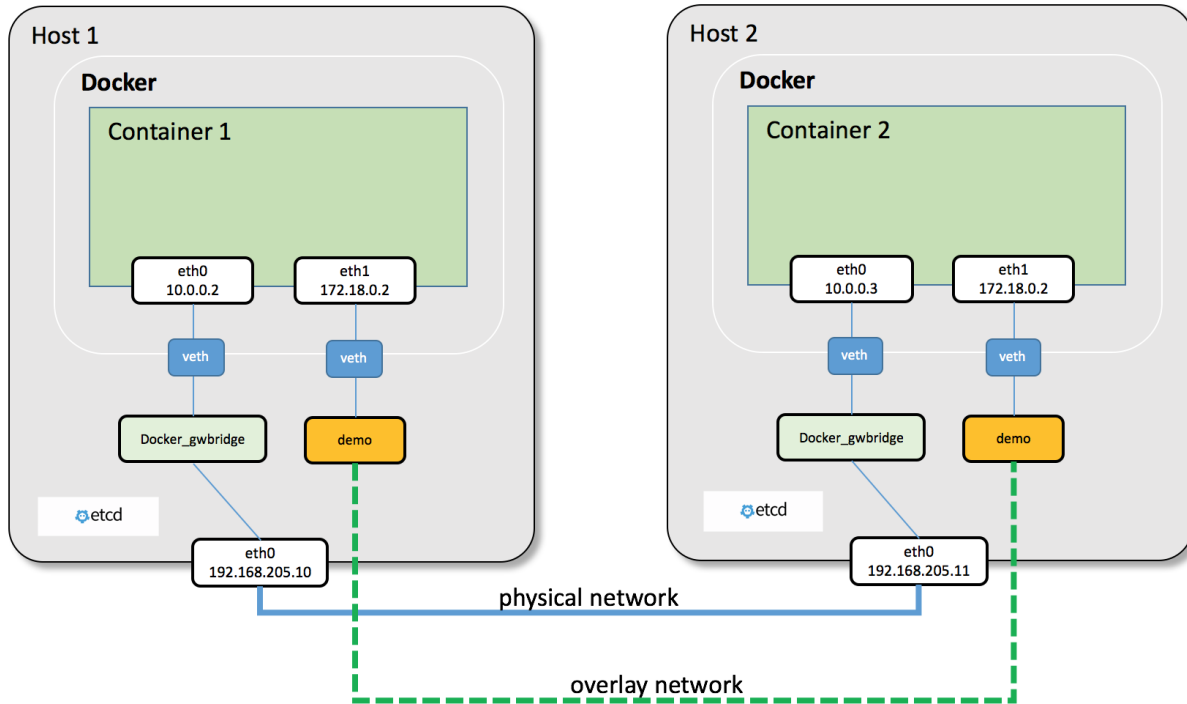 Host 1
Docker
Container 1
eth0
10.0.0.2
eth1
172.18.0.2
veth
veth
Docker_gwbridge
demo
etcd
eth0
192.168.205.10
Host 2
Docker
Container 2
eth0
10.0.0.3
eth1
172.18.0.2
veth
veth
Docker_gwbridge
demo
etcd
eth0
192.168.205.11
physical network
overlay network